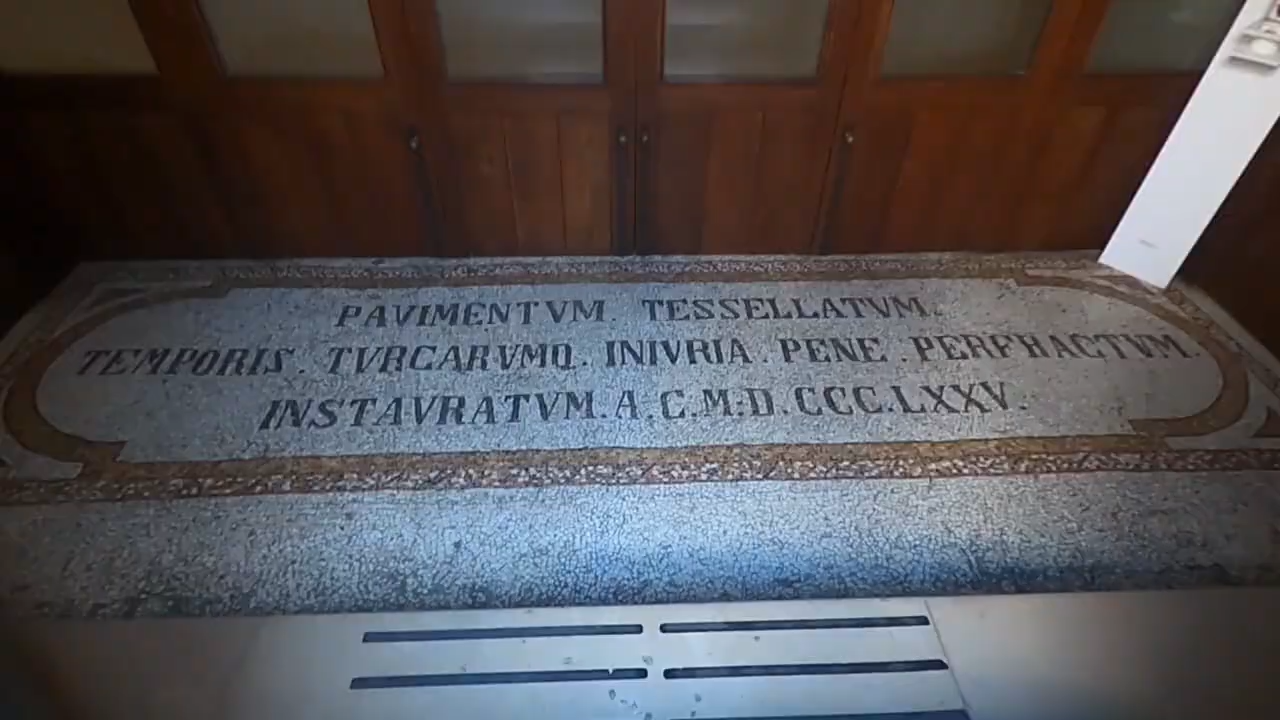 PAVIMENTVM. TESSELLATVM.
TEMPORIS. TVRCARVMQ. INIVRIA. PENE. PERFRACTVM.
INSTAVRATVM. A. C. M:D. CCC. LXXV.